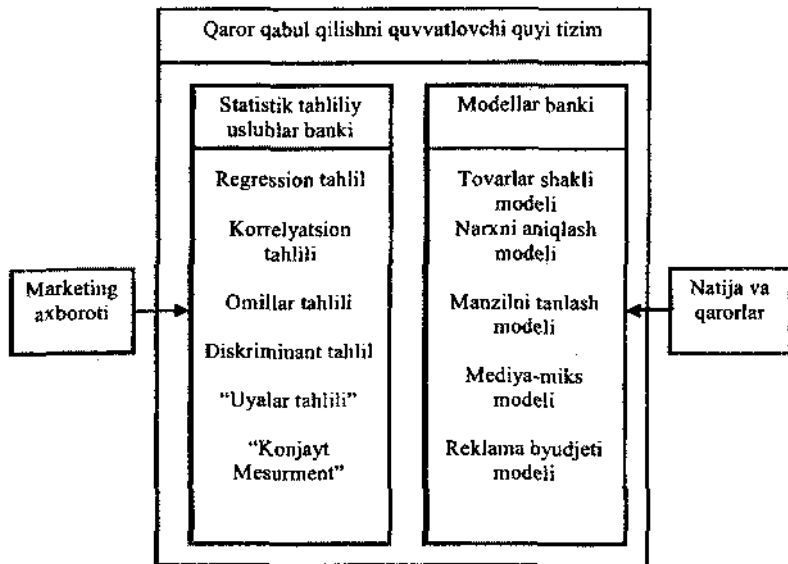 Qaror qabul qilishni quvvatlovchi quyi tizim
Statistik tahliliy
uslublar banki
Regression tahlil
Korrelyatsion
tahlili
Omillar tahlili
Diskriminant tahlil
“Uyalar tahlili”
“Konjayt
Mesurment”
Modellar banki
Tovarlar shakli
modeli
Narxni aniqlash
modeli
Manzilni tanlash
modeli
Mediya-miks
modeli
Reklama byudjeti
modeli
Marketing
axboroti
Natija va
qarorlar